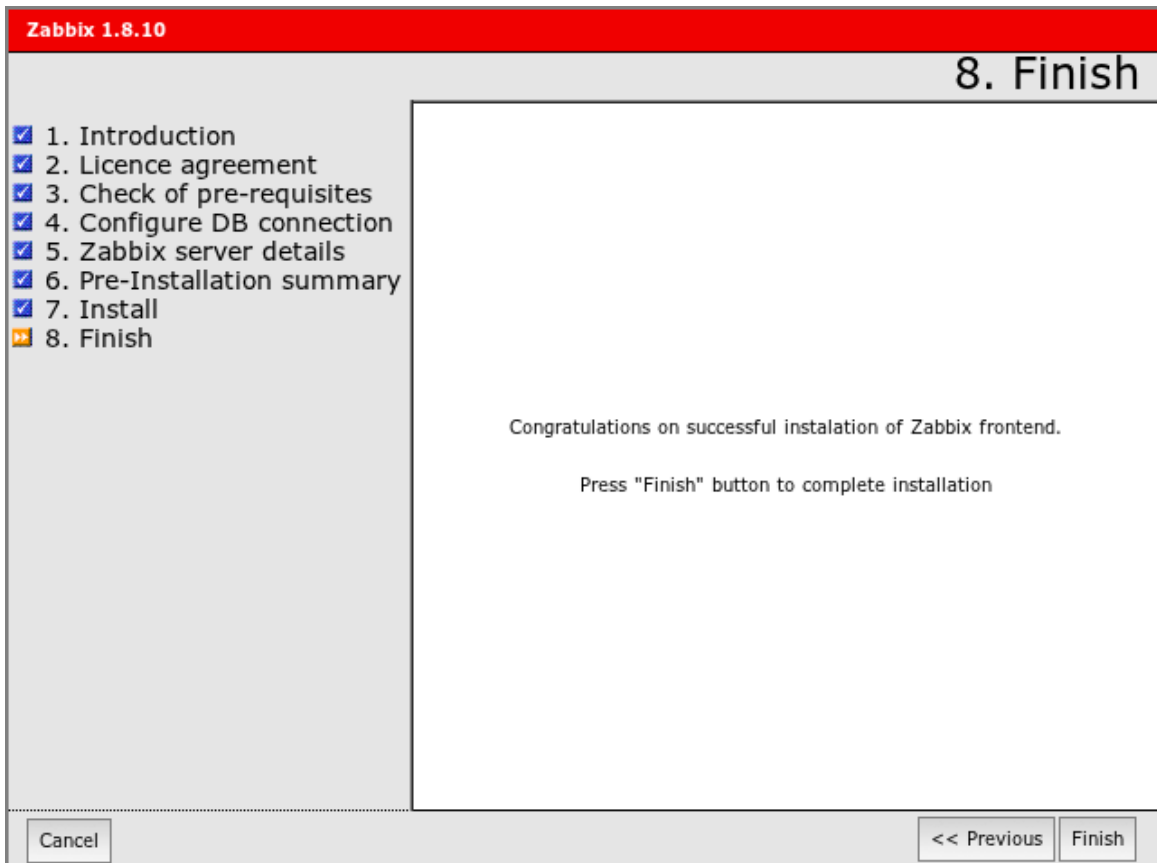 Zabbix 1.8.10
8. Finish
1. Introduction
2. Licence agreement
3. Check of pre-requisites
4. Configure DB connection
5. Zabbix server details
6. Pre-Installation summary
7. Install
8. Finish
Congratulations on successful instalation of Zabbix frontend.
Press "Finish" button to complete installation
Cancel
<< Previous
Finish